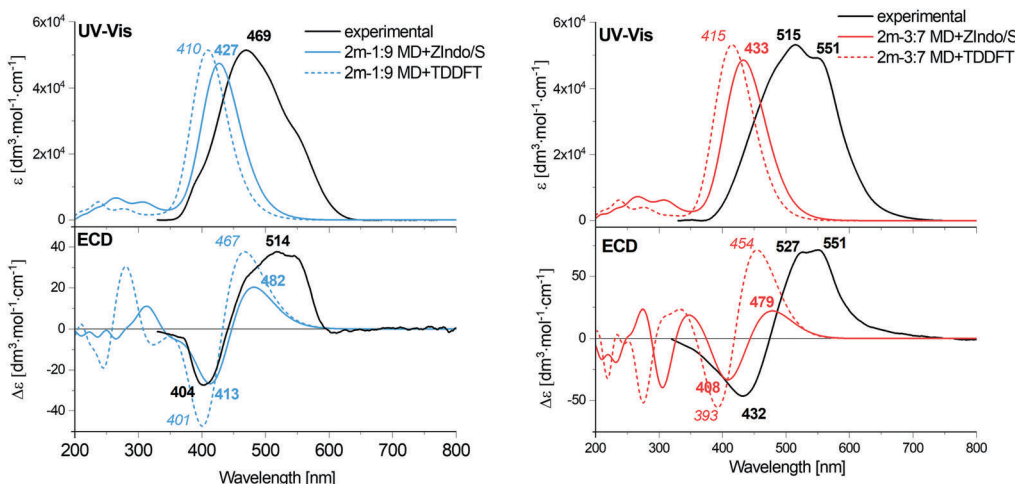 UV-Vis
experimental
2m-1:9 MD+ZIndo/S
2m-1:9 MD+TDDFT
410
427
469
6x10⁴
4x10⁴
2x10⁴
0
ε [dm³·mol⁻¹·cm⁻¹]
ECD
467
514
482
404
413
401
40
20
0
-20
-40
Δε [dm³·mol⁻¹·cm⁻¹]
200 300 400 500 600 700 800
Wavelength [nm]
UV-Vis
experimental
2m-3:7 MD+ZIndo/S
2m-3:7 MD+TDDFT
415
433
515
551
6x10⁴
4x10⁴
2x10⁴
0
ε [dm³·mol⁻¹·cm⁻¹]
ECD
454
527
551
479
408
393
432
50
0
-50
Δε [dm³·mol⁻¹·cm⁻¹]
200 300 400 500 600 700 800
Wavelength [nm]